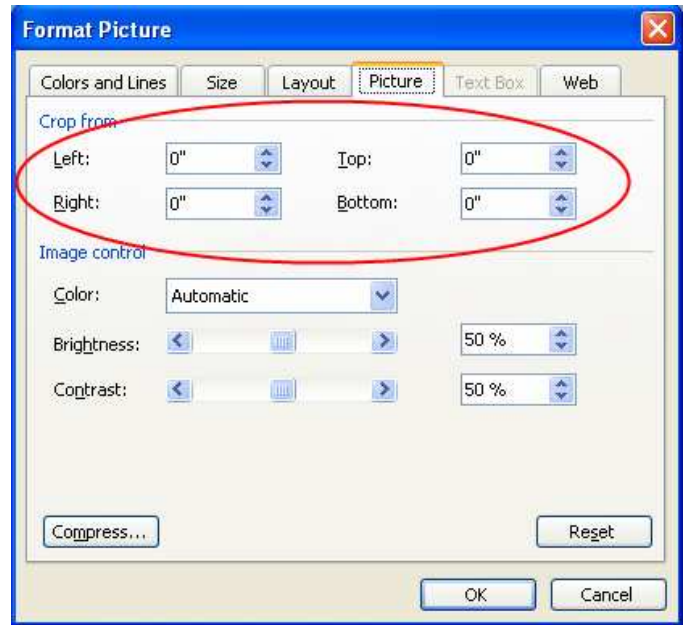 Format Picture
Colors and Lines Size Layout Picture Text Box Web
Crop from
Left: 0" Top: 0"
Right: 0" Bottom: 0"
Image control
Color: Automatic
Brightness: 50 %
Contrast: 50 %
Compress... Reset
OK Cancel